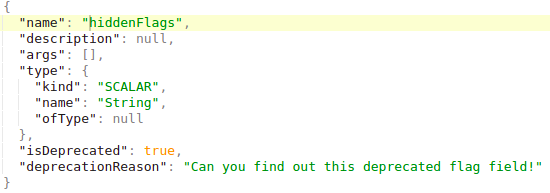 {
"name": "hiddenFlags",
"description": null,
"args": [],
"type": {
"kind": "SCALAR",
"name": "String",
"ofType": null
},
"isDeprecated": true,
"deprecationReason": "Can you find out this deprecated flag field!"
}